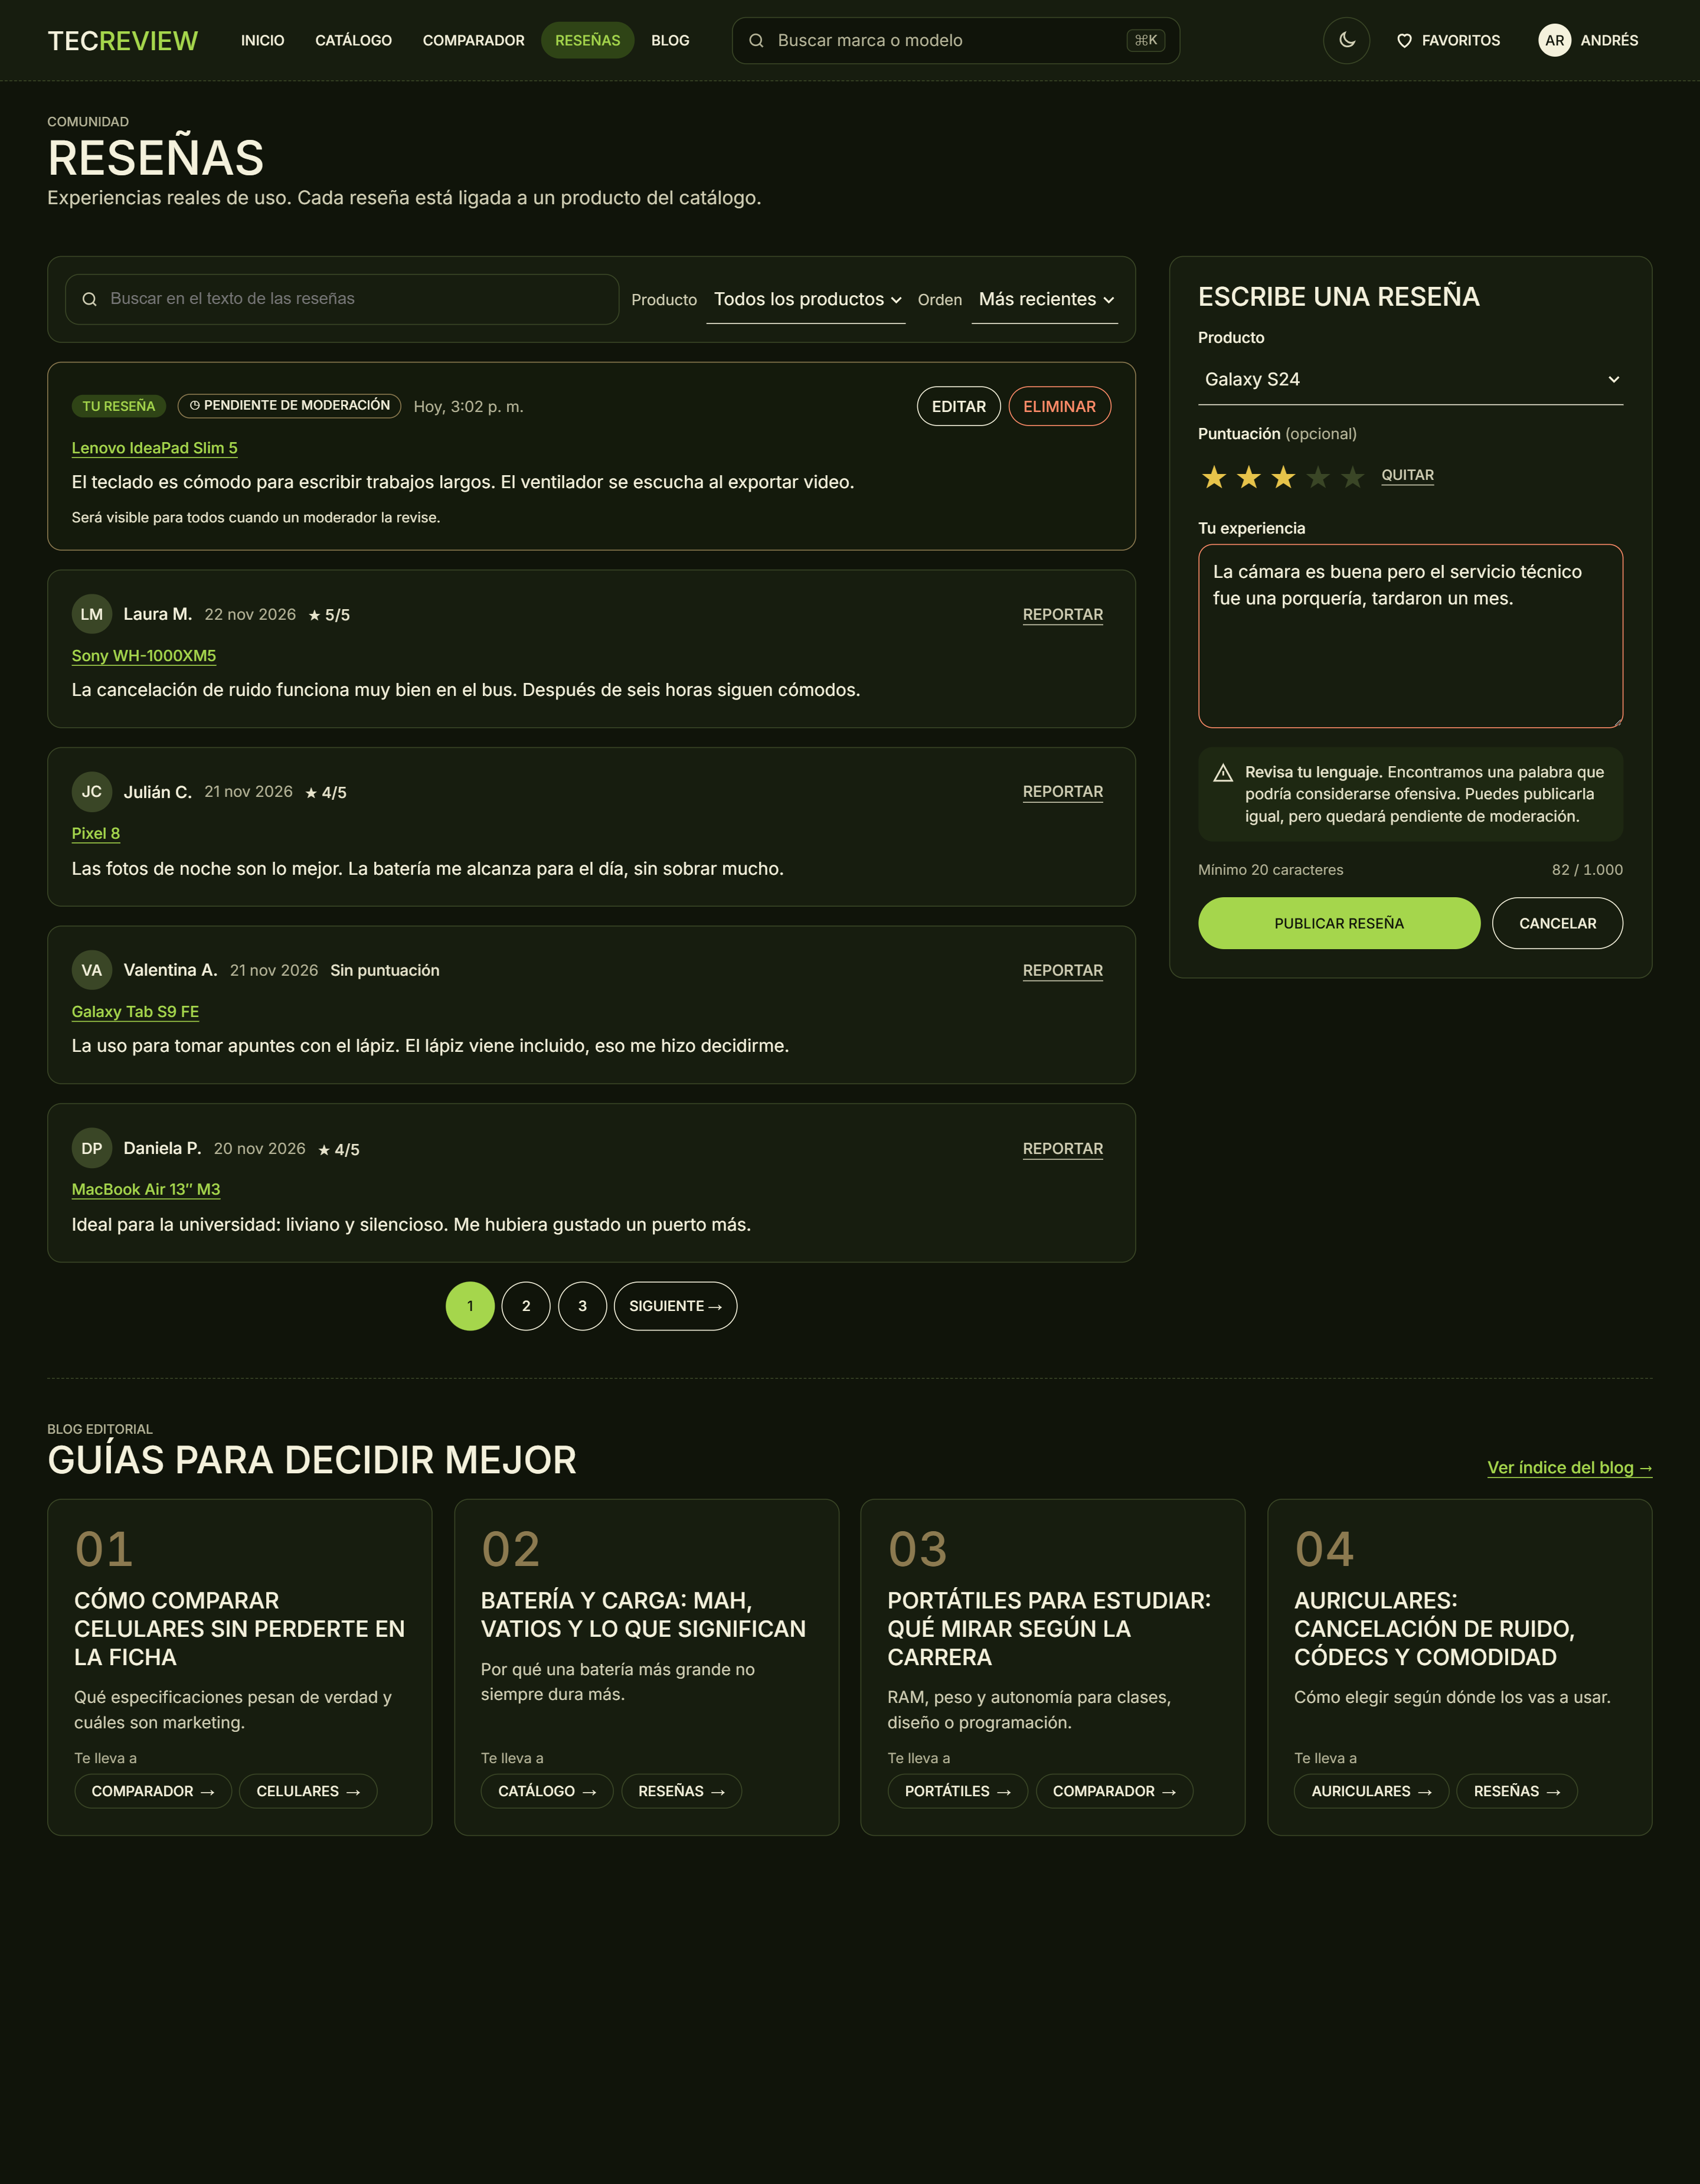 TECREVIEW
INICIO
CATÁLOGO
COMPARADOR
RESEÑAS
BLOG
Buscar marca o modelo
⌘K
FAVORITOS
AR
ANDRÉS
COMUNIDAD
RESEÑAS
Experiencias reales de uso. Cada reseña está ligada a un producto del catálogo.
Buscar en el texto de las reseñas
Producto
Todos los productos
Orden
Más recientes
TU RESEÑA
PENDIENTE DE MODERACIÓN
Hoy, 3:02 p. m.
EDITAR
ELIMINAR
Lenovo IdeaPad Slim 5
El teclado es cómodo para escribir trabajos largos. El ventilador se escucha al exportar video.
Será visible para todos cuando un moderador la revise.
LM
Laura M.
22 nov 2026
★ 5/5
REPORTAR
Sony WH-1000XM5
La cancelación de ruido funciona muy bien en el bus. Después de seis horas siguen cómodos.
JC
Julián C.
21 nov 2026
★ 4/5
REPORTAR
Pixel 8
Las fotos de noche son lo mejor. La batería me alcanza para el día, sin sobrar mucho.
VA
Valentina A.
21 nov 2026
Sin puntuación
REPORTAR
Galaxy Tab S9 FE
La uso para tomar apuntes con el lápiz. El lápiz viene incluido, eso me hizo decidirme.
DP
Daniela P.
20 nov 2026
★ 4/5
REPORTAR
MacBook Air 13″ M3
Ideal para la universidad: liviano y silencioso. Me hubiera gustado un puerto más.
1
2
3
SIGUIENTE →
ESCRIBE UNA RESEÑA
Producto
Galaxy S24
Puntuación (opcional)
★ ★ ★ ★ ★
QUITAR
Tu experiencia
La cámara es buena pero el servicio técnico
fue una porquería, tardaron un mes.
Revisa tu lenguaje. Encontramos una palabra que
podría considerarse ofensiva. Puedes publicarla
igual, pero quedará pendiente de moderación.
Mínimo 20 caracteres
82 / 1.000
PUBLICAR RESEÑA
CANCELAR
BLOG EDITORIAL
GUÍAS PARA DECIDIR MEJOR
Ver índice del blog →
01
CÓMO COMPARAR
CELULARES SIN PERDERTE EN
LA FICHA
Qué especificaciones pesan de verdad y
cuáles son marketing.
Te lleva a
COMPARADOR →
CELULARES →
02
BATERÍA Y CARGA: MAH,
VATIOS Y LO QUE SIGNIFICAN
Por qué una batería más grande no
siempre dura más.
Te lleva a
CATÁLOGO →
RESEÑAS →
03
PORTÁTILES PARA ESTUDIAR:
QUÉ MIRAR SEGÚN LA
CARRERA
RAM, peso y autonomía para clases,
diseño o programación.
Te lleva a
PORTÁTILES →
COMPARADOR →
04
AURICULARES:
CANCELACIÓN DE RUIDO,
CÓDECS Y COMODIDAD
Cómo elegir según dónde los vas a usar.
Te lleva a
AURICULARES →
RESEÑAS →